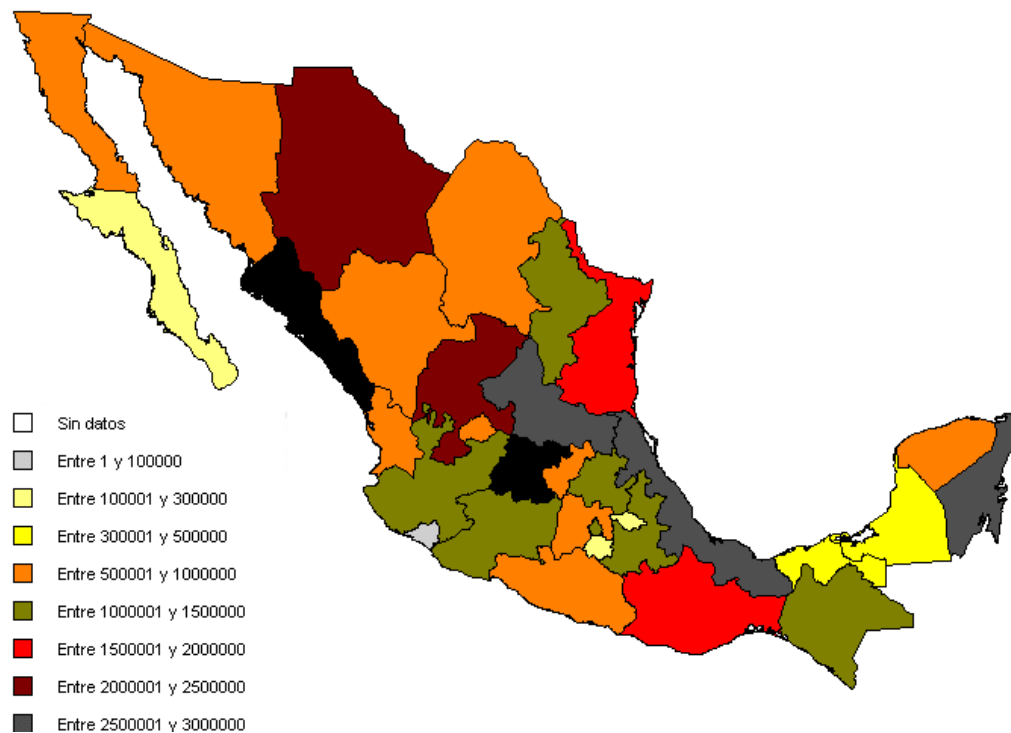 Sin datos
Entre 1 y 100000
Entre 100001 y 300000
Entre 300001 y 500000
Entre 500001 y 1000000
Entre 1000001 y 1500000
Entre 1500001 y 2000000
Entre 2000001 y 2500000
Entre 2500001 y 3000000